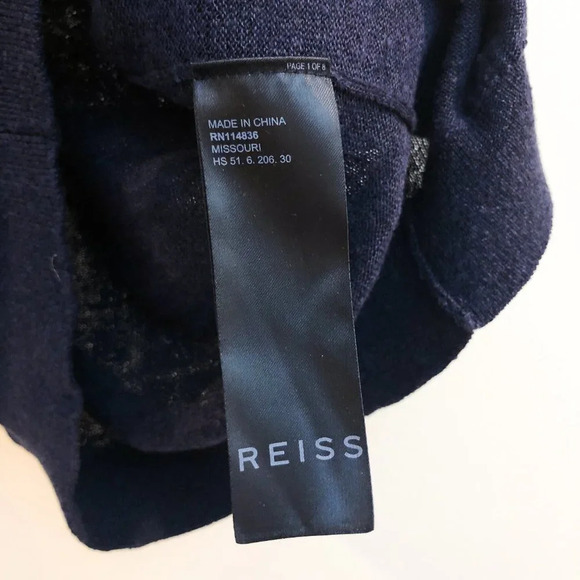 PAGE 1 OF 8
MADE IN CHINA
RN114836
MISSOURI
HS 51. 6. 206. 30
REISS